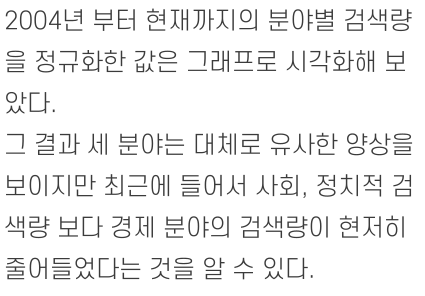 2004년 부터 현재까지의 분야별 검색량
을 정규화한 값은 그래프로 시각화해 보
았다.
그 결과 세 분야는 대체로 유사한 양상을
보이지만 최근에 들어서 사회, 정치적 검
색량 보다 경제 분야의 검색량이 현저히
줄어들었다는 것을 알 수 있다.